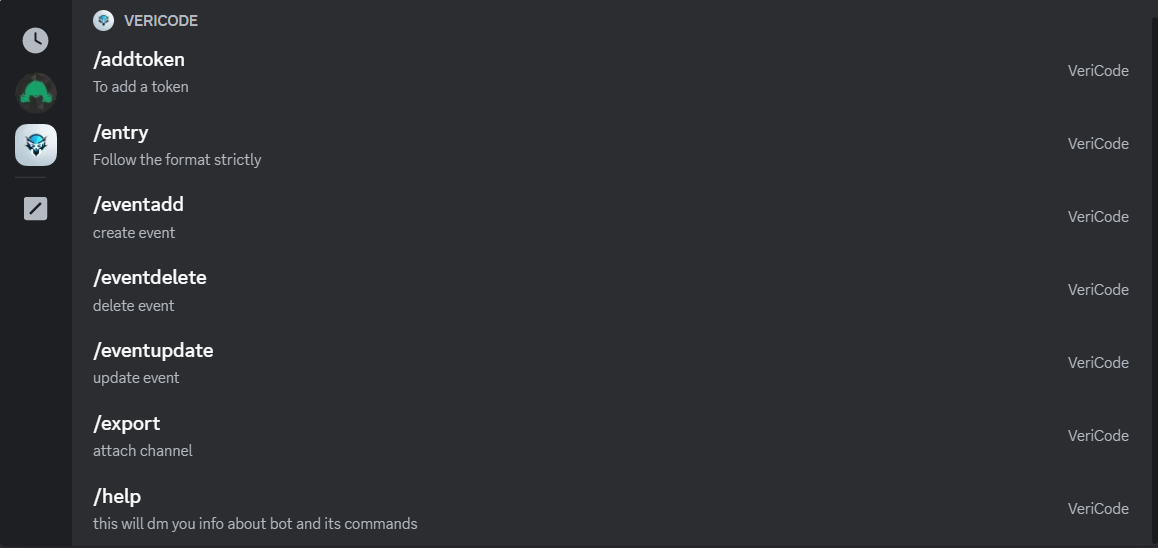 VERICODE
/addtoken
To add a token
VeriCode
/entry
Follow the format strictly
VeriCode
/eventadd
create event
VeriCode
/eventdelete
delete event
VeriCode
/eventupdate
update event
VeriCode
/export
attach channel
VeriCode
/help
this will dm you info about bot and its commands
VeriCode